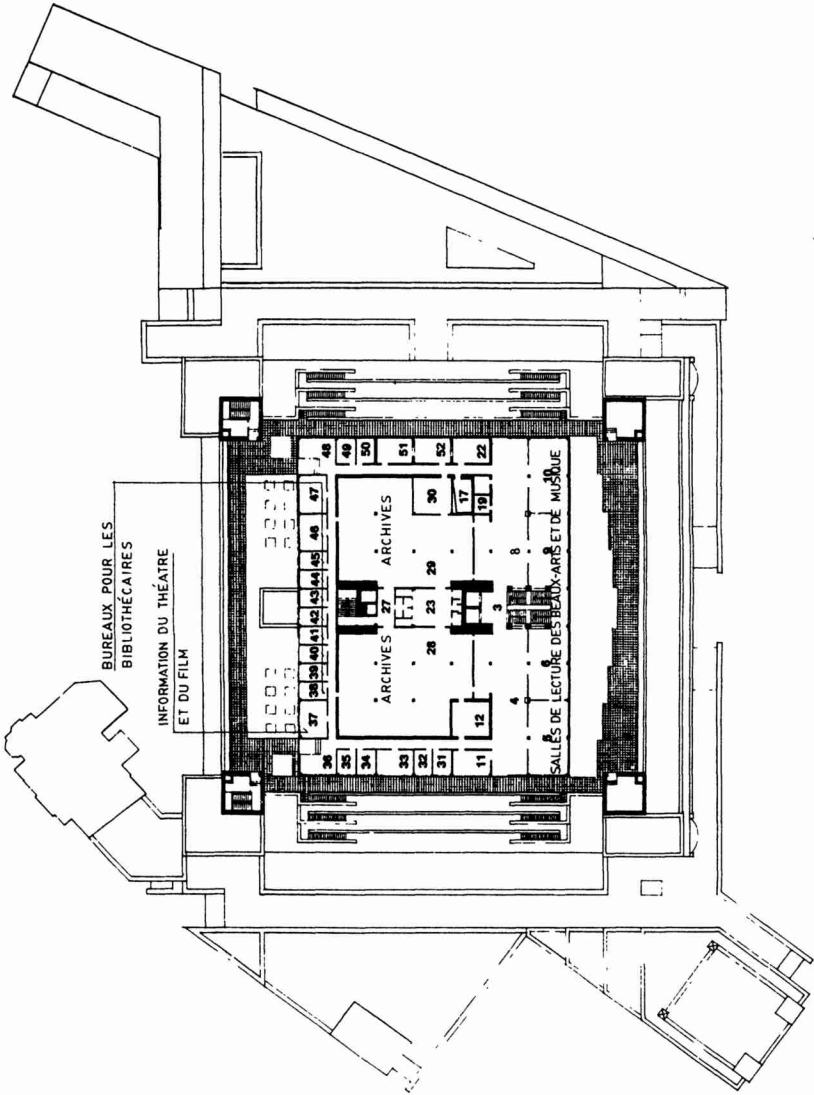 BUREAUX POUR LES
BIBLIOTHÉCAIRES
INFORMATION DU THÉATRE
ET DU FILM
37 38 39 40 41 42 43 44 45 46 47
36 48
35 49
34 50
ARCHIVES 27 ARCHIVES
33 51
32 28 23 29 30
31 52
17
11 12 19 22
3
4 8
5 6 9 10
SALLES DE LECTURE DES BEAUX-ARTS ET DE MUSIQUE